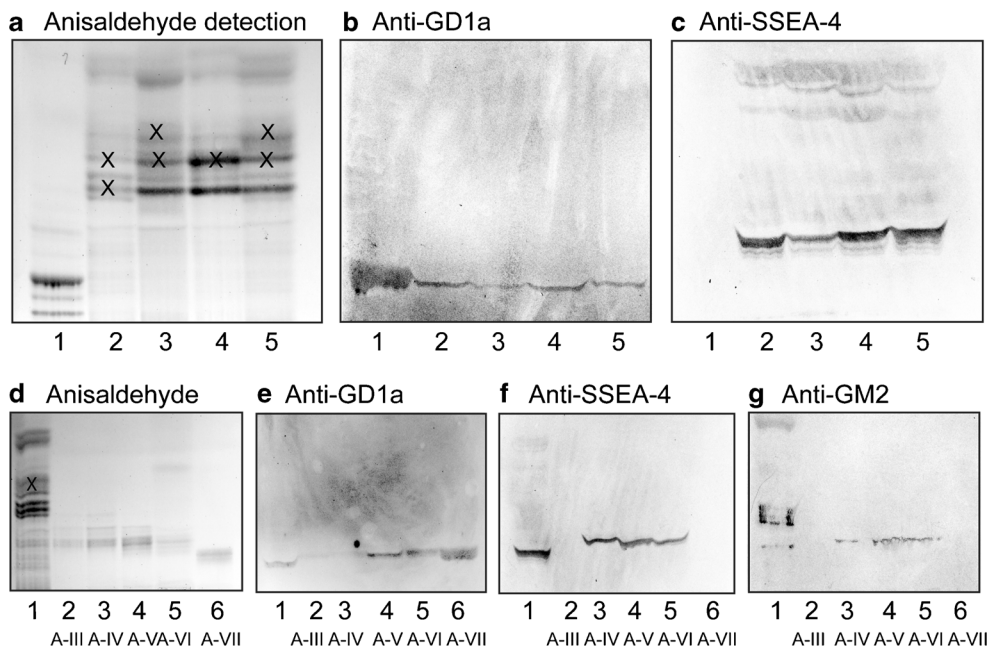 a Anisaldehyde detection b Anti-GD1a c Anti-SSEA-4
X X
X X X X
X
1 2 3 4 5 1 2 3 4 5 1 2 3 4 5
d Anisaldehyde e Anti-GD1a f Anti-SSEA-4 g Anti-GM2
X
1 2 3 4 5 6 1 2 3 4 5 6 1 2 3 4 5 6 1 2 3 4 5 6
A-III A-IV A-V A-VI A-VII A-III A-IV A-V A-VI A-VII A-III A-IV A-V A-VI A-VII A-III A-IV A-V A-VI A-VII